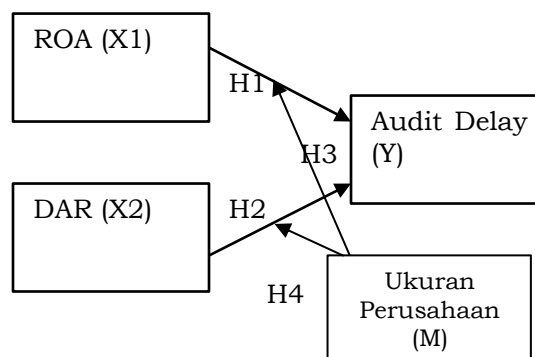 ROA (X1)
H1
Audit Delay
(Y)
H3
DAR (X2)
H2
H4
Ukuran
Perusahaan
(M)